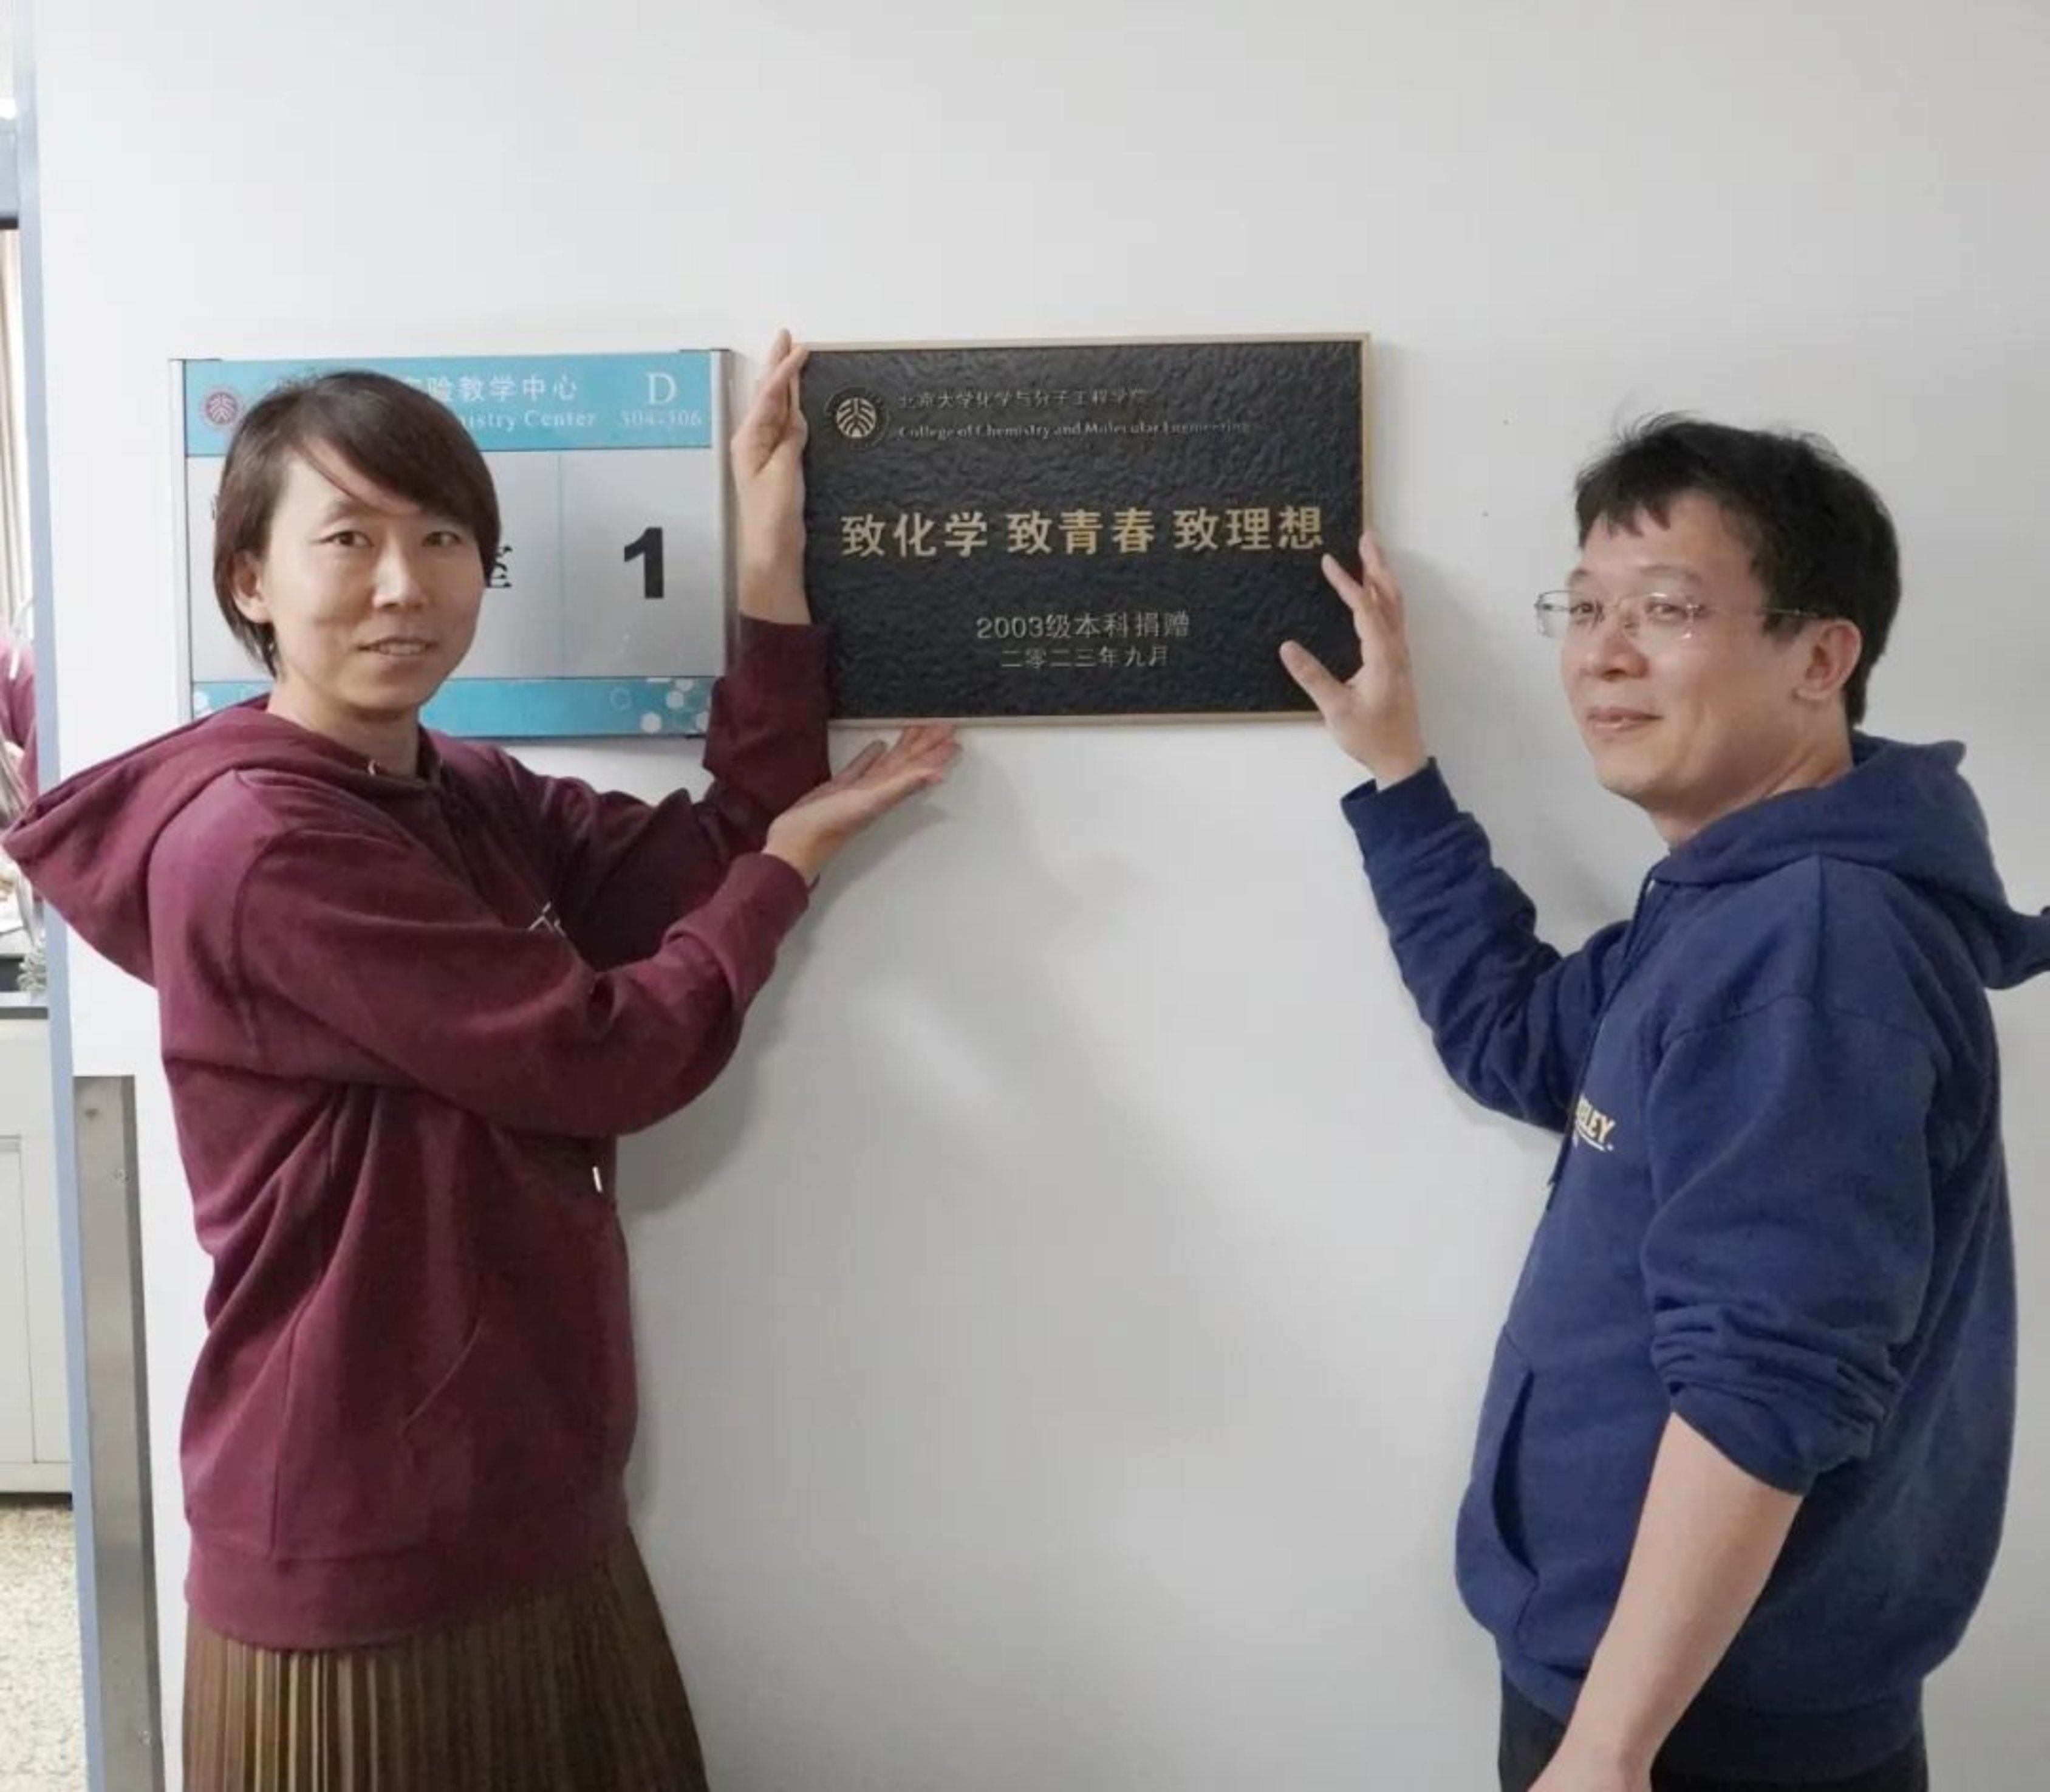 验教学中心
D
istry Center
304-306
室
1
北京大学化学与分子工程学院
College of Chemistry and Molecular Engineering
致化学 致青春 致理想
2003级本科捐赠
二零二三年九月
ELEY